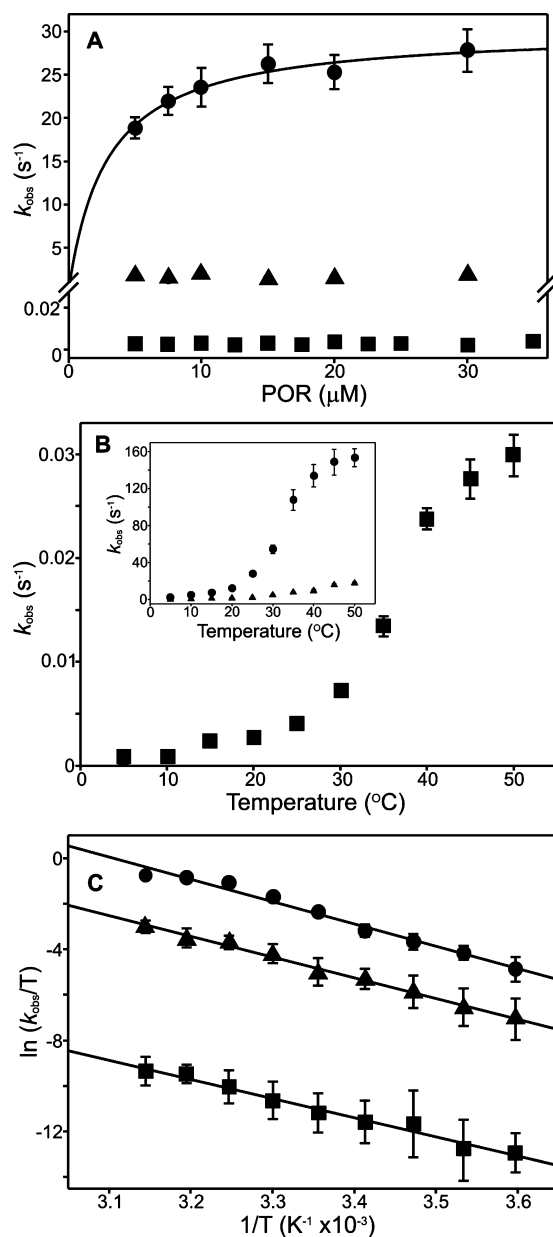 A
30
25
20
15
10
5
0.02
0
k_obs (s⁻¹)
0 10 20 30
POR (μM)
B
0.03
0.02
0.01
0
k_obs (s⁻¹)
160
120
80
40
0
k_obs (s⁻¹)
0 10 20 30 40 50
Temperature (°C)
0 10 20 30 40 50
Temperature (°C)
C
0
-4
-8
-12
ln (k_obs/T)
3.1 3.2 3.3 3.4 3.5 3.6
1/T (K⁻¹ x10⁻³)